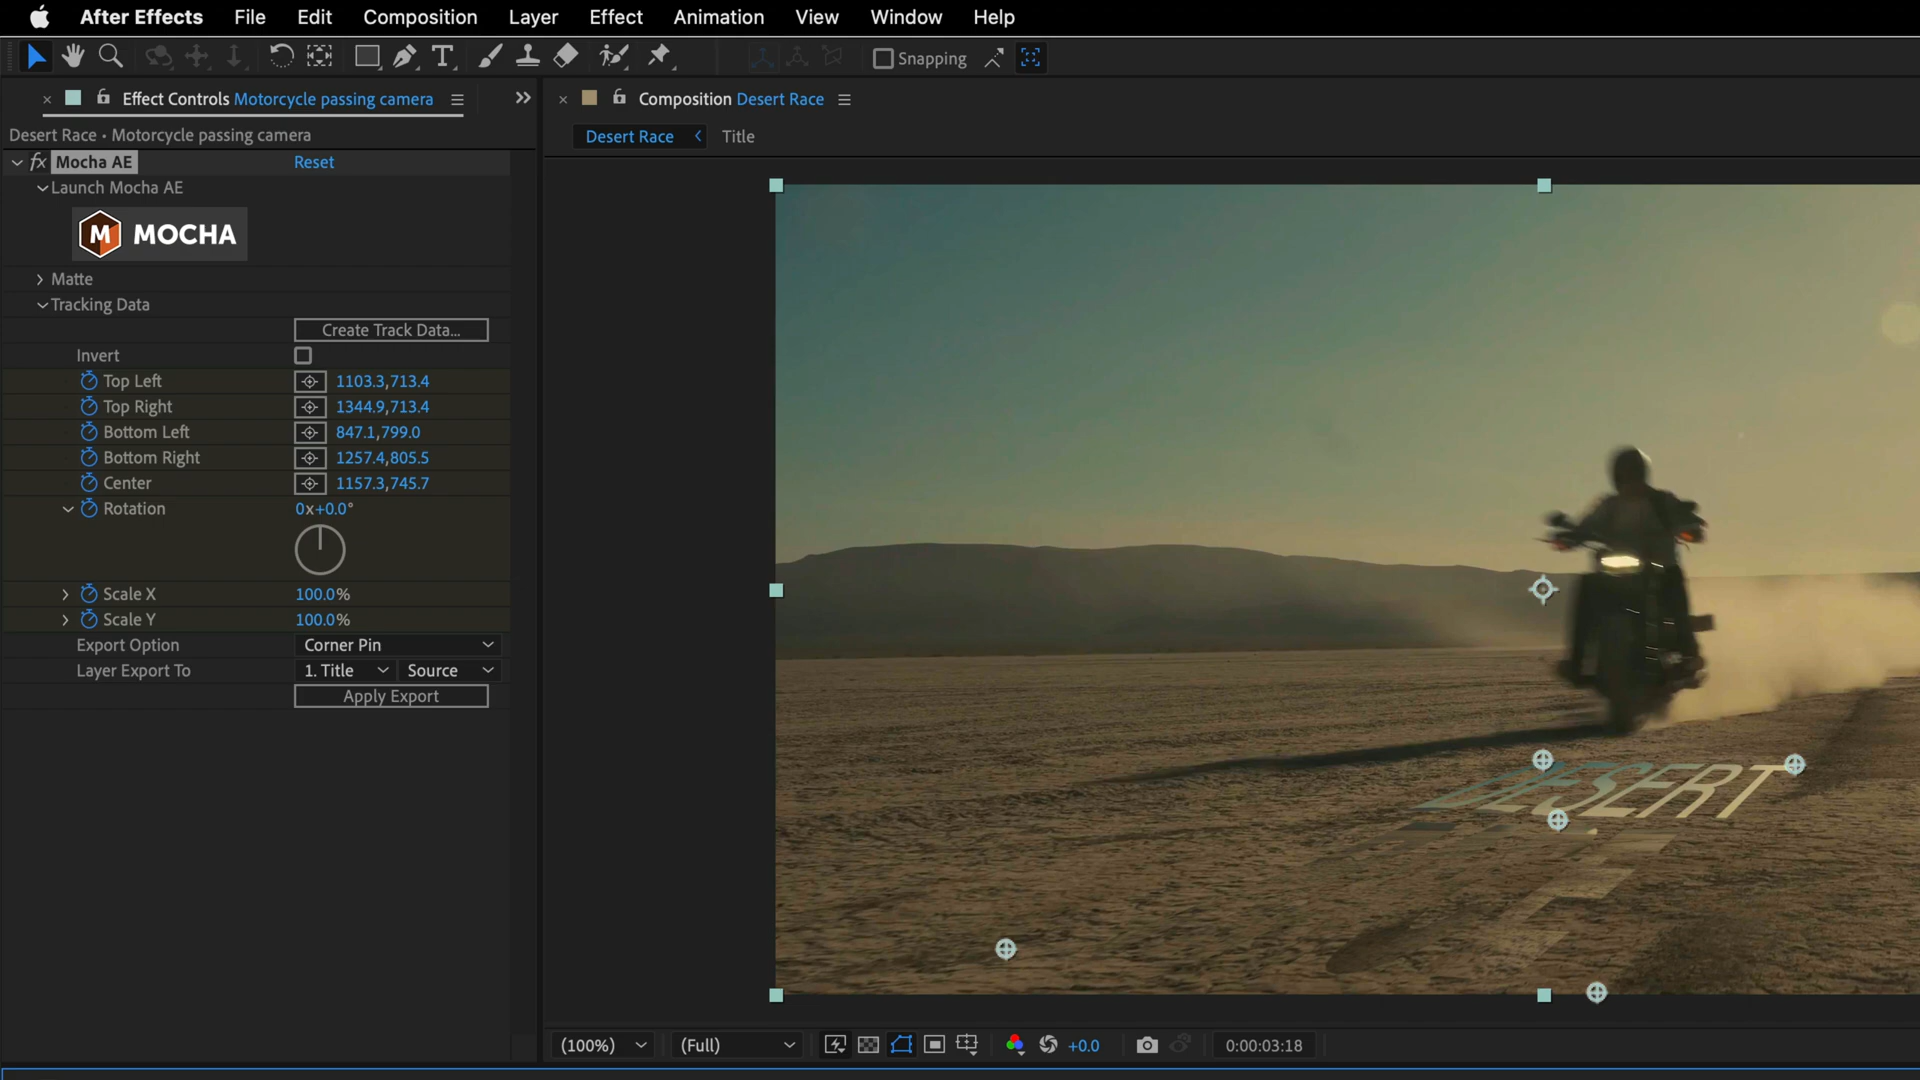 After Effects File Edit Composition Layer Effect Animation View Window Help
T Snapping
× Effect Controls Motorcycle passing camera
× Composition Desert Race
Desert Race • Motorcycle passing camera
Desert Race Title
fx Mocha AE Reset
Launch Mocha AE
M MOCHA
Matte
Tracking Data
Create Track Data...
Invert
Top Left 1103.3,713.4
Top Right 1344.9,713.4
Bottom Left 847.1,799.0
Bottom Right 1257.4,805.5
Center 1157.3,745.7
Rotation 0x+0.0°
Scale X 100.0%
Scale Y 100.0%
Export Option Corner Pin
Layer Export To 1. Title Source
Apply Export
DESERT
(100%) (Full) +0.0 0:00:03:18